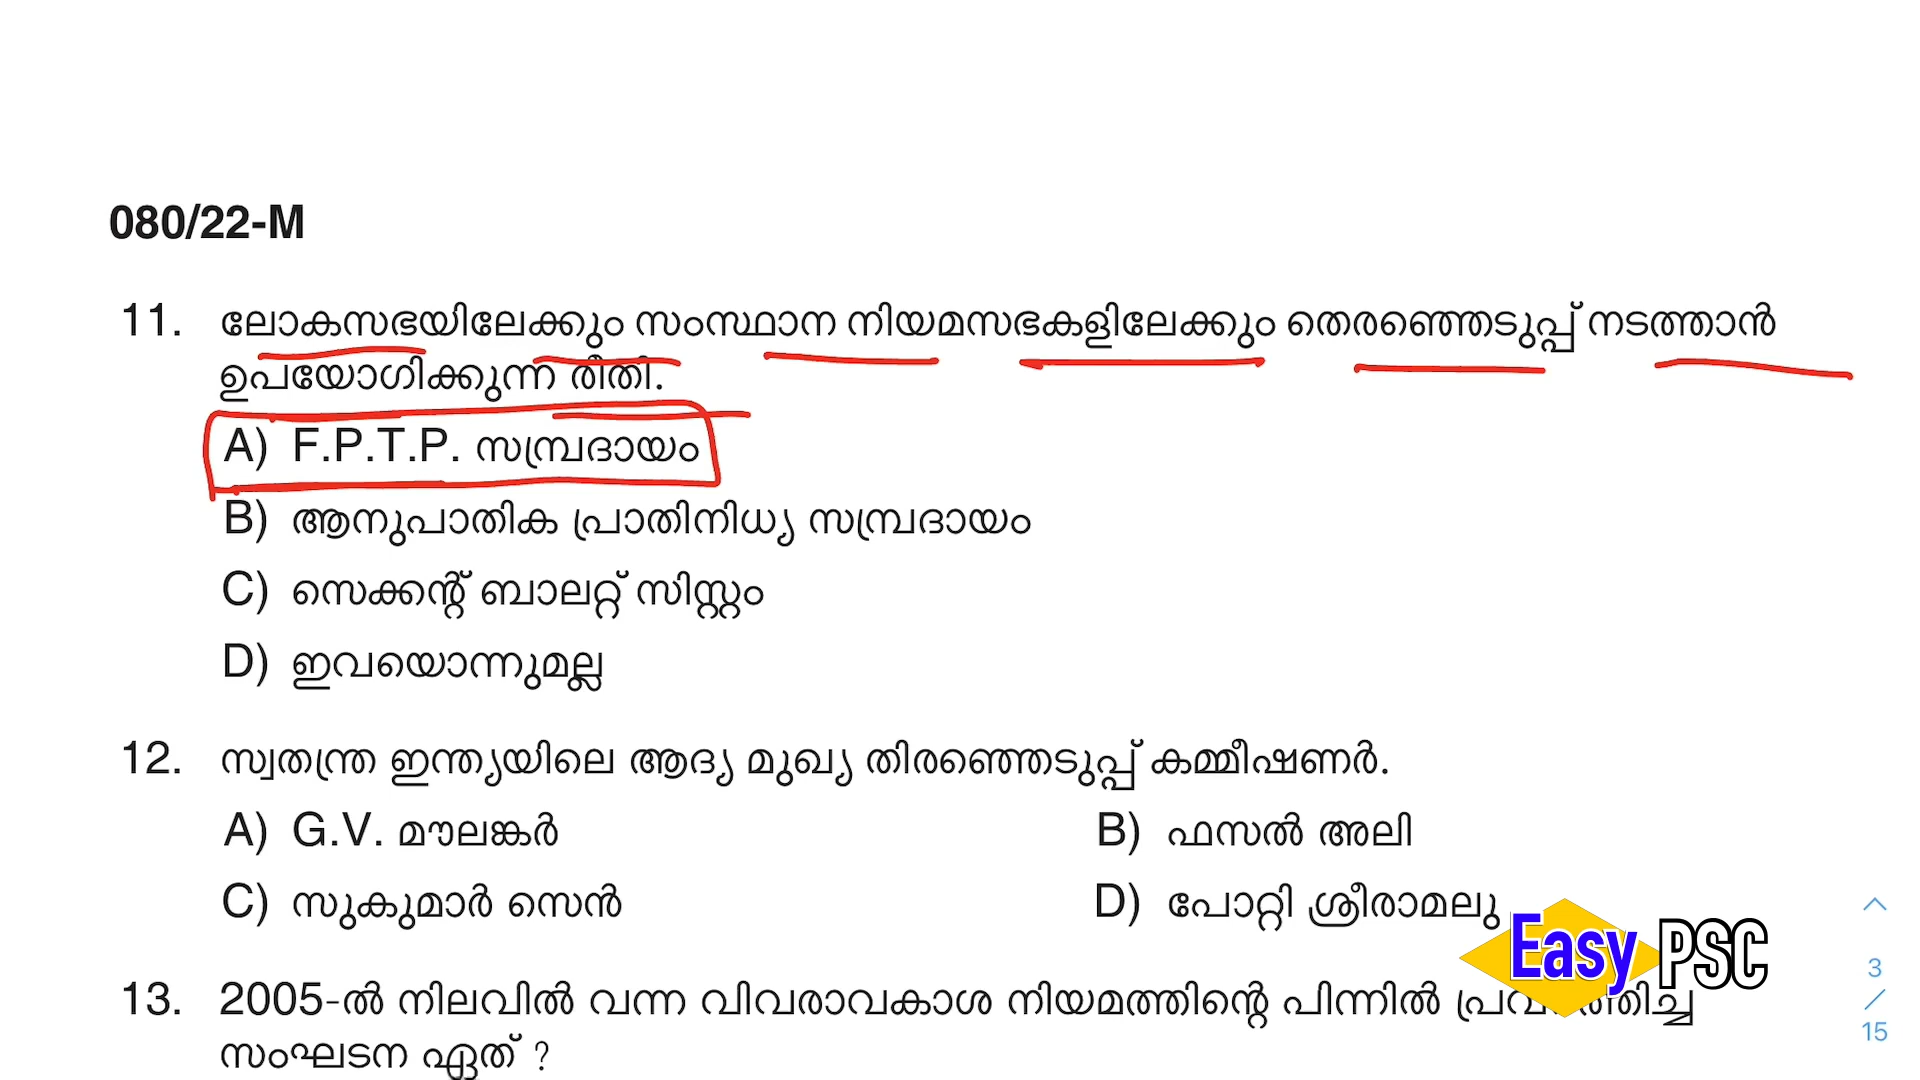 080/22-M
11. ലോകസഭയിലേക്കും സംസ്ഥാന നിയമസഭകളിലേക്കും തെരഞ്ഞെടുപ്പ് നടത്താൻ
ഉപയോഗിക്കുന്ന രീതി.
A) F.P.T.P. സമ്പ്രദായം
B) ആനുപാതിക പ്രാതിനിധ്യ സമ്പ്രദായം
C) സെക്കന്റ് ബാലറ്റ് സിസ്റ്റം
D) ഇവയൊന്നുമല്ല
12. സ്വതന്ത്ര ഇന്ത്യയിലെ ആദ്യ മുഖ്യ തിരഞ്ഞെടുപ്പ് കമ്മീഷണർ.
A) G.V. മൗലങ്കർ B) ഫസൽ അലി
C) സുകുമാർ സെൻ D) പോറ്റി ശ്രീരാമലു
Easy PSC
13. 2005-ൽ നിലവിൽ വന്ന വിവരാവകാശ നിയമത്തിന്റെ പിന്നിൽ
സംഘടന ഏത് ?
3
/
15